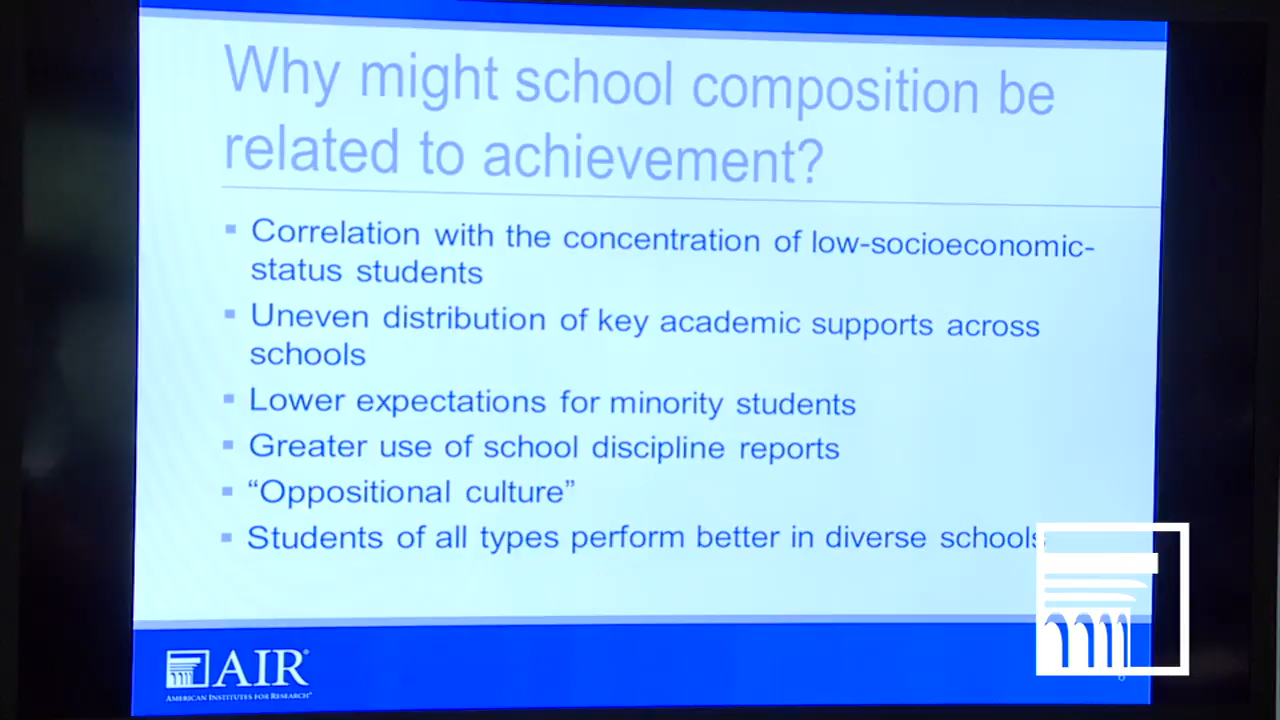 Why might school composition be
related to achievement?
▪ Correlation with the concentration of low-socioeconomic-
status students
▪ Uneven distribution of key academic supports across
schools
▪ Lower expectations for minority students
▪ Greater use of school discipline reports
▪ “Oppositional culture”
▪ Students of all types perform better in diverse schools
AIR®
AMERICAN INSTITUTES FOR RESEARCH®
6